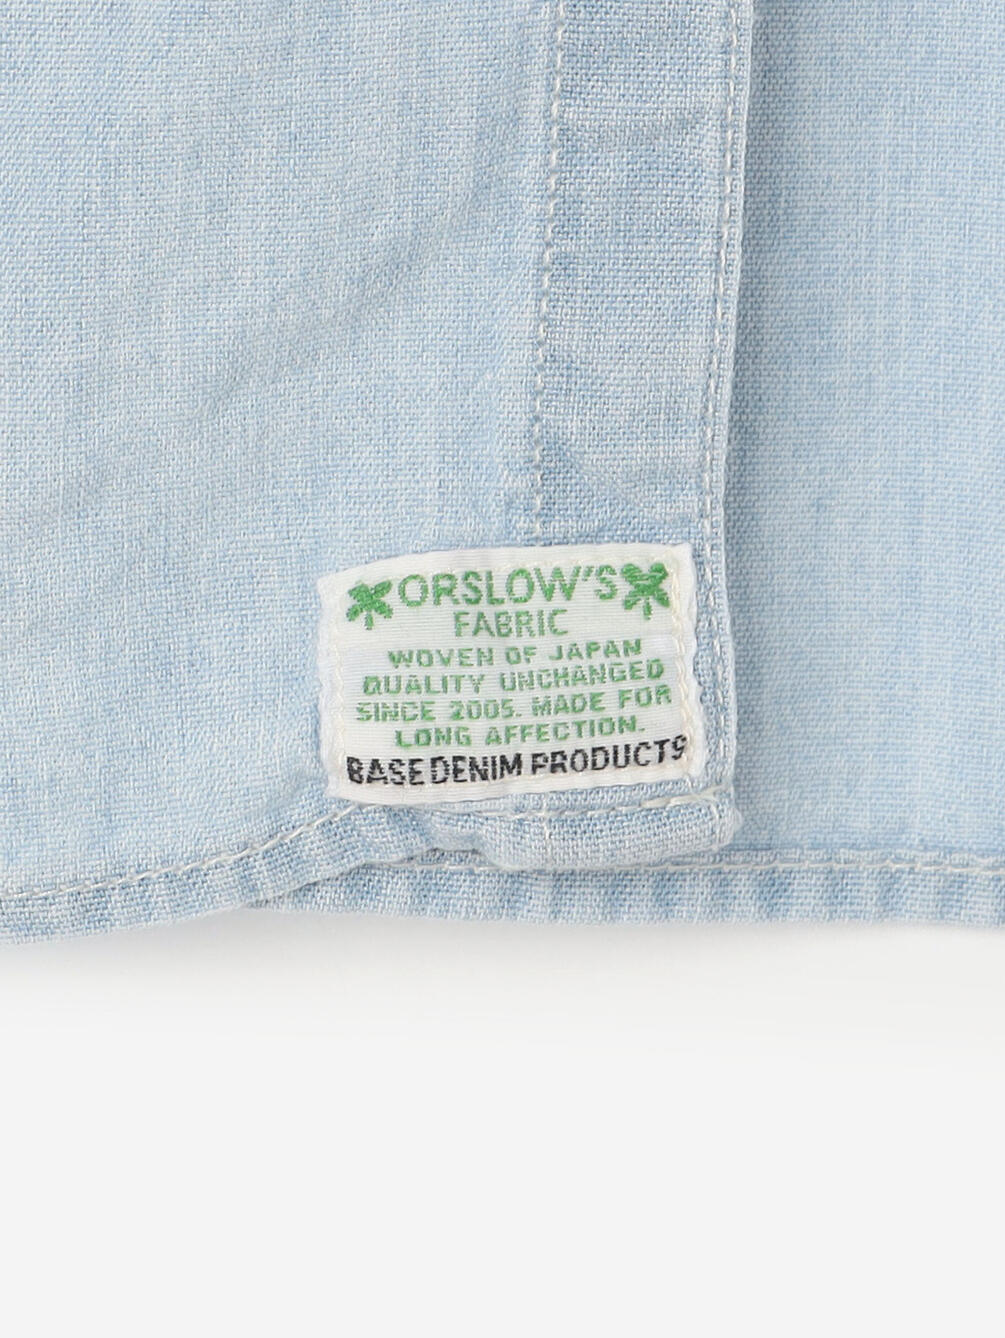 ORSLOW'S
FABRIC
WOVEN OF JAPAN
QUALITY UNCHANGED
SINCE 2005. MADE FOR
LONG AFFECTION.
BASE DENIM PRODUCTS